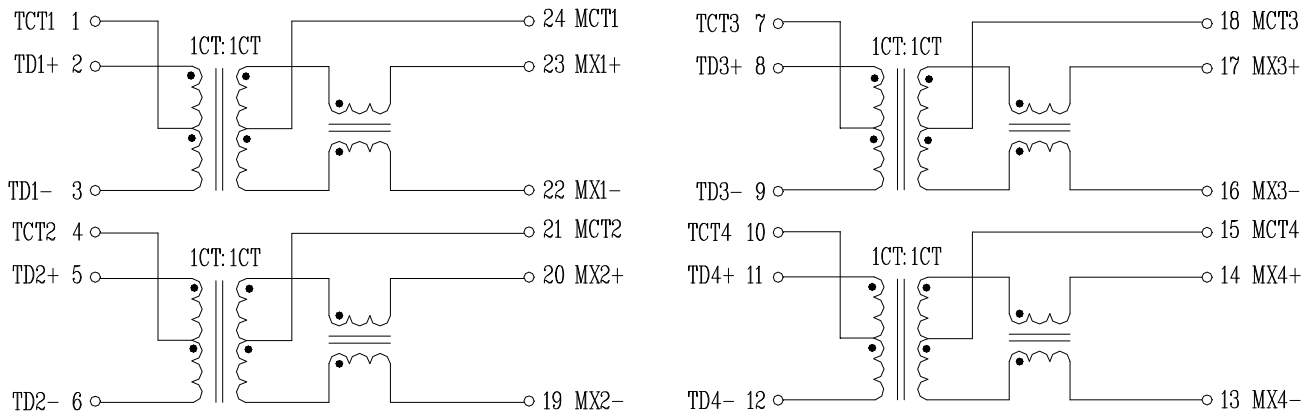 TCT1 1
24 MCT1
1CT:1CT
TD1+ 2
23 MX1+
TD1- 3
22 MX1-
TCT2 4
21 MCT2
1CT:1CT
TD2+ 5
20 MX2+
TD2- 6
19 MX2-
TCT3 7
18 MCT3
1CT:1CT
TD3+ 8
17 MX3+
TD3- 9
16 MX3-
TCT4 10
15 MCT4
1CT:1CT
TD4+ 11
14 MX4+
TD4- 12
13 MX4-